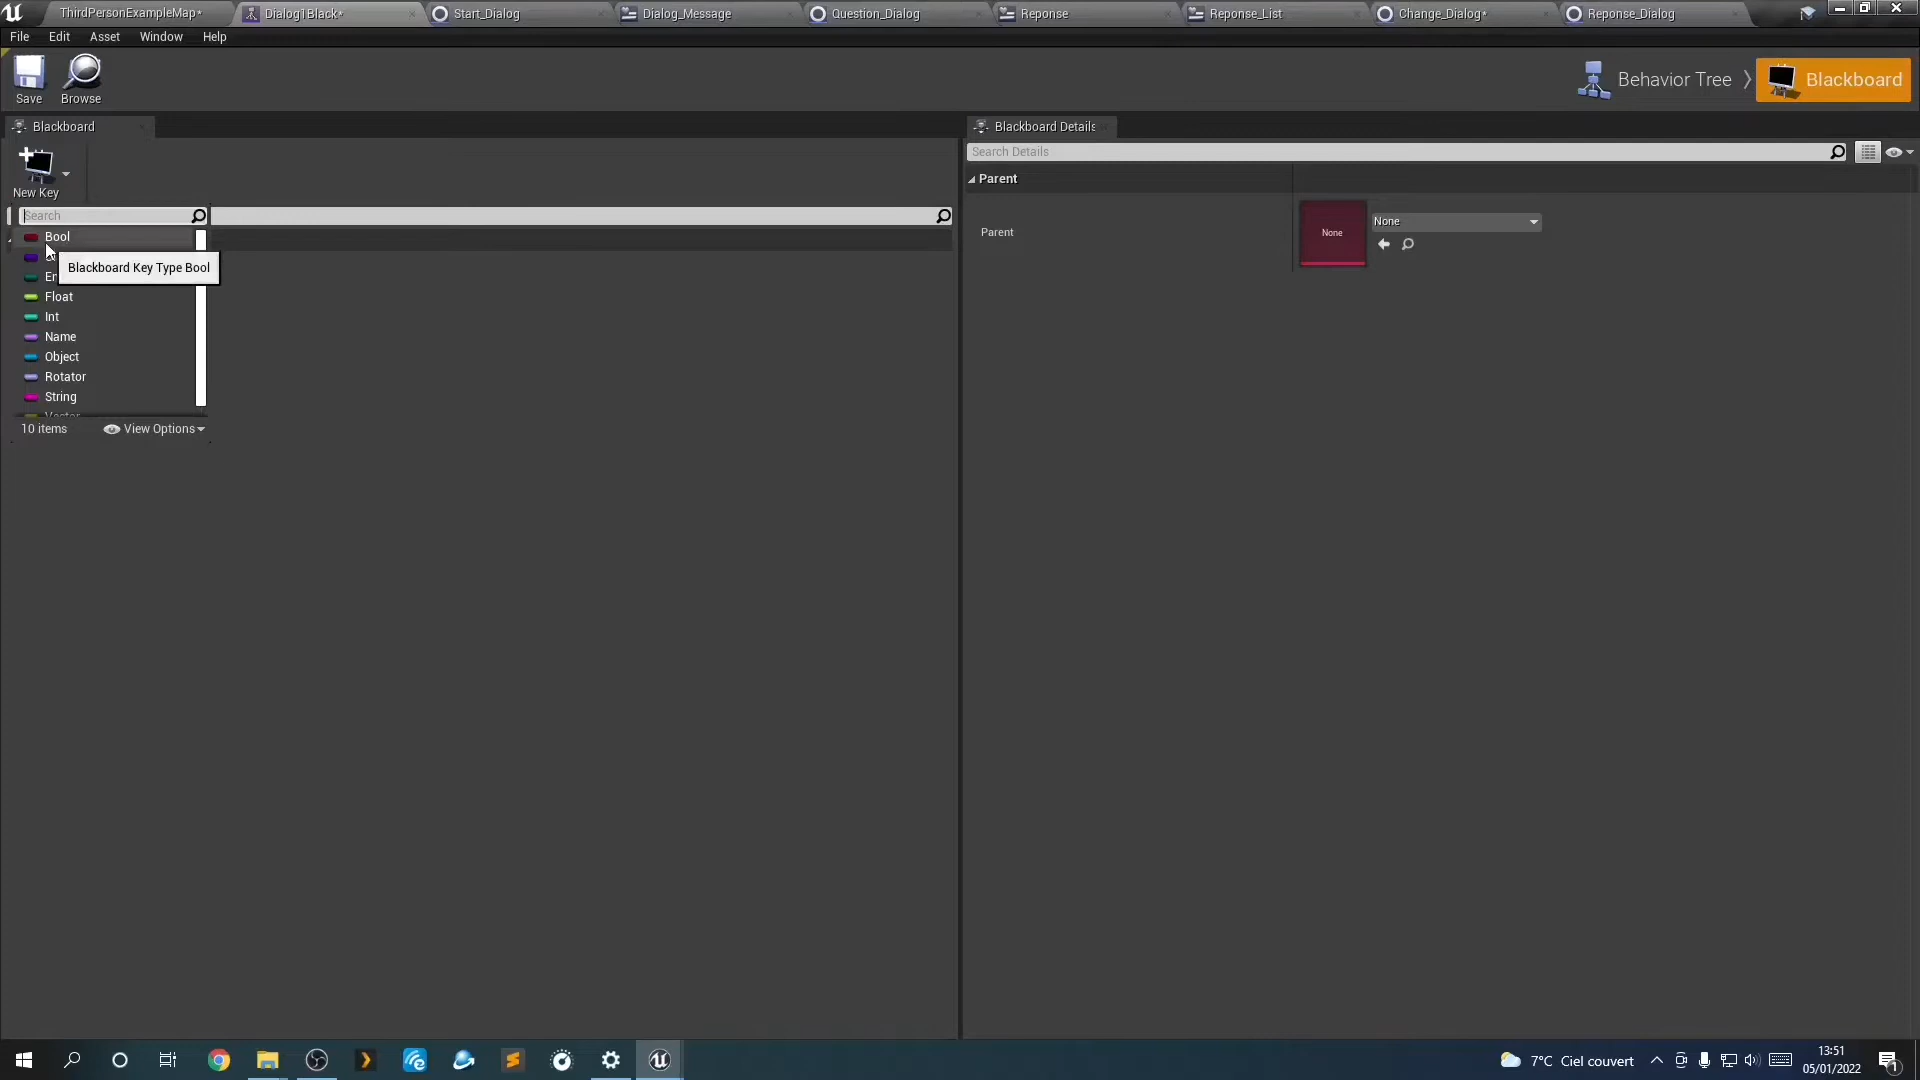 ThirdPersonExampleMap*
Dialog1Black*
Start_Dialog
Dialog_Message
Question_Dialog
Reponse
Reponse_List
Change_Dialog*
Reponse_Dialog
File Edit Asset Window Help
Save
Browse
Behavior Tree
Blackboard
Blackboard
Blackboard Details
New Key
Search Details
Parent
Search
Parent
None
None
Bool
Blackboard Key Type Bool
Float
Int
Name
Object
Rotator
String
Vector
10 items
View Options
7°C Ciel couvert
13:51
05/01/2022
1